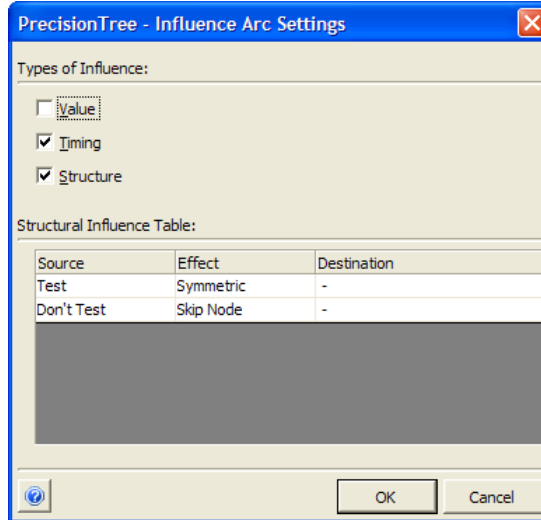 PrecisionTree - Influence Arc Settings
Types of Influence:
Value
Timing
Structure
Structural Influence Table:
Source Effect Destination
Test Symmetric -
Don't Test Skip Node -
OK Cancel